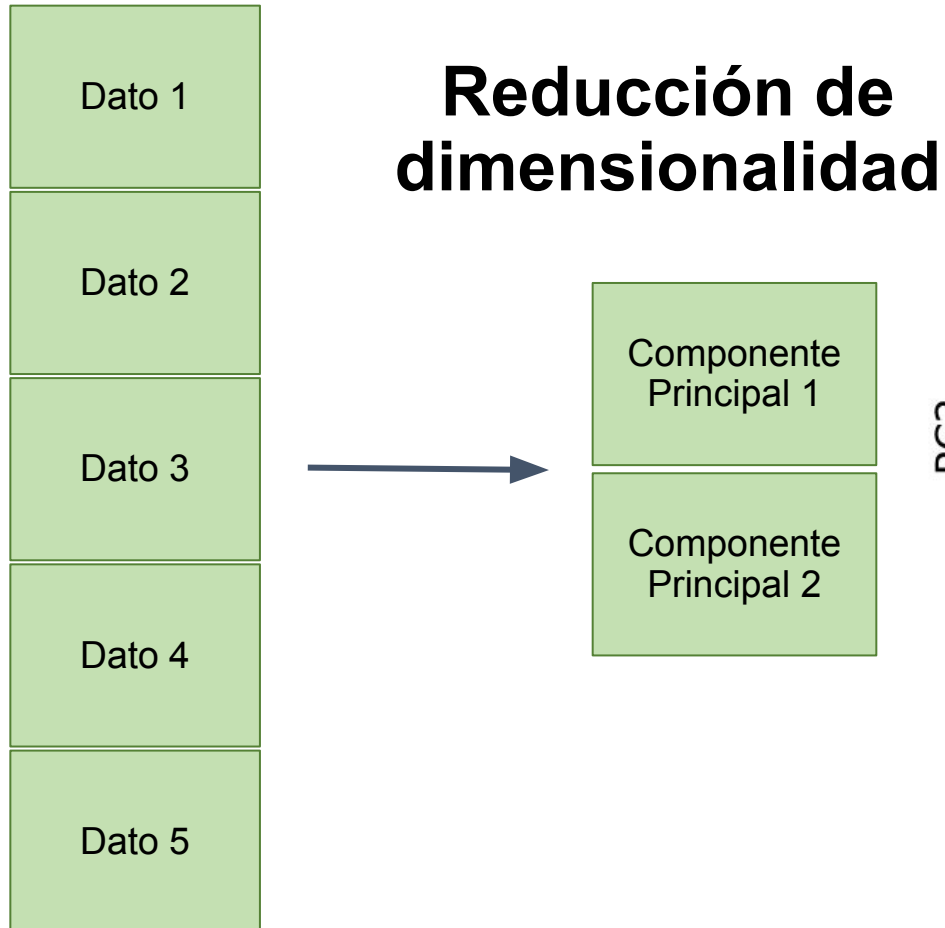 Reducción de
dimensionalidad
Dato 1
Dato 2
Dato 3
Dato 4
Dato 5
Componente
Principal 1
Componente
Principal 2